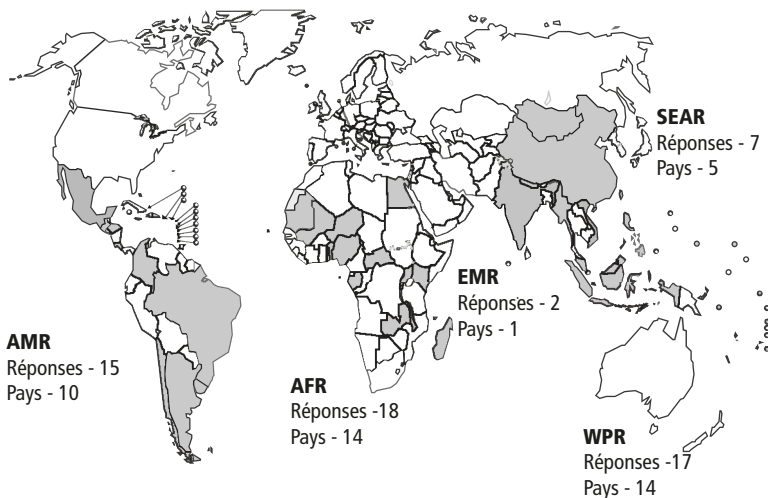 SEAR
Réponses - 7
Pays - 5
EMR
Réponses - 2
Pays - 1
AMR
Réponses - 15
Pays - 10
AFR
Réponses -18
Pays - 14
WPR
Réponses -17
Pays - 14